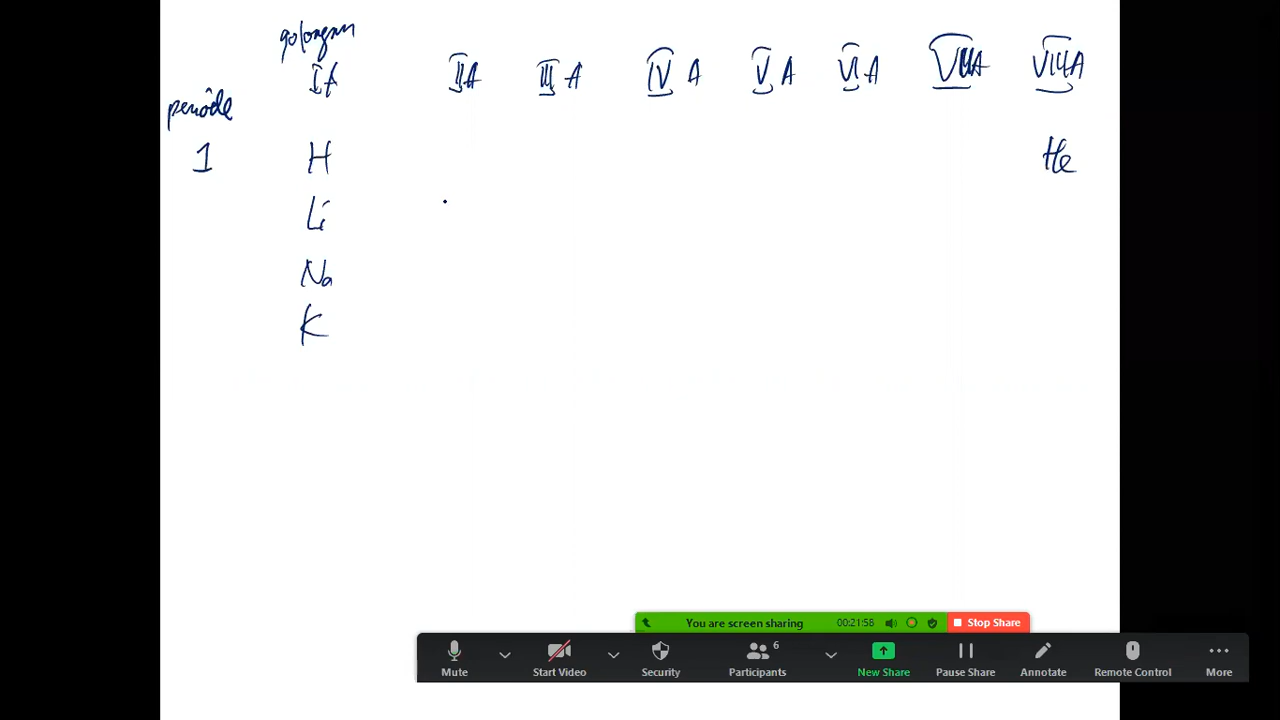 golongan
IA IIA IIIA IVA VA VIA VIIA VIIIA
periode
1 H He
Li
Na
K
You are screen sharing 00:21:58 Stop Share
6
Mute Start Video Security Participants New Share Pause Share Annotate Remote Control More